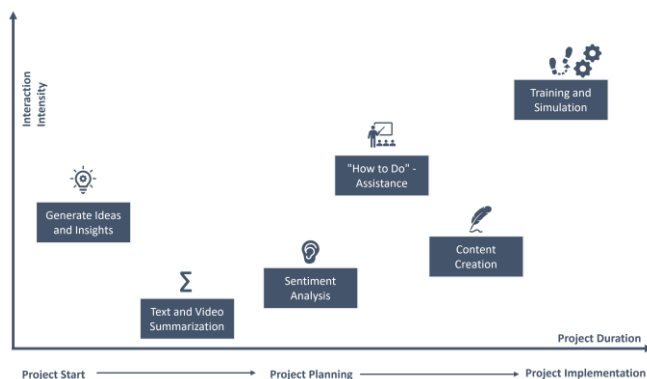 Interaction
Intensity
Training and
Simulation
"How to Do" -
Assistance
Generate Ideas
and Insights
Content
Creation
Sentiment
Analysis
Σ
Text and Video
Summarization
Project Duration
Project Start
Project Planning
Project Implementation